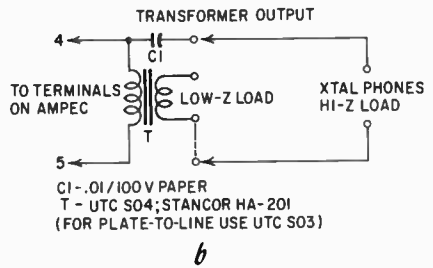 TRANSFORMER OUTPUT
4
C1
TO TERMINALS
ON AMPEC
LOW-Z LOAD
XTAL PHONES
HI-Z LOAD
T
5
C1-.01/100 V PAPER
T - UTC SO4; STANCOR HA-201
(FOR PLATE-TO-LINE USE UTC SO3)
b